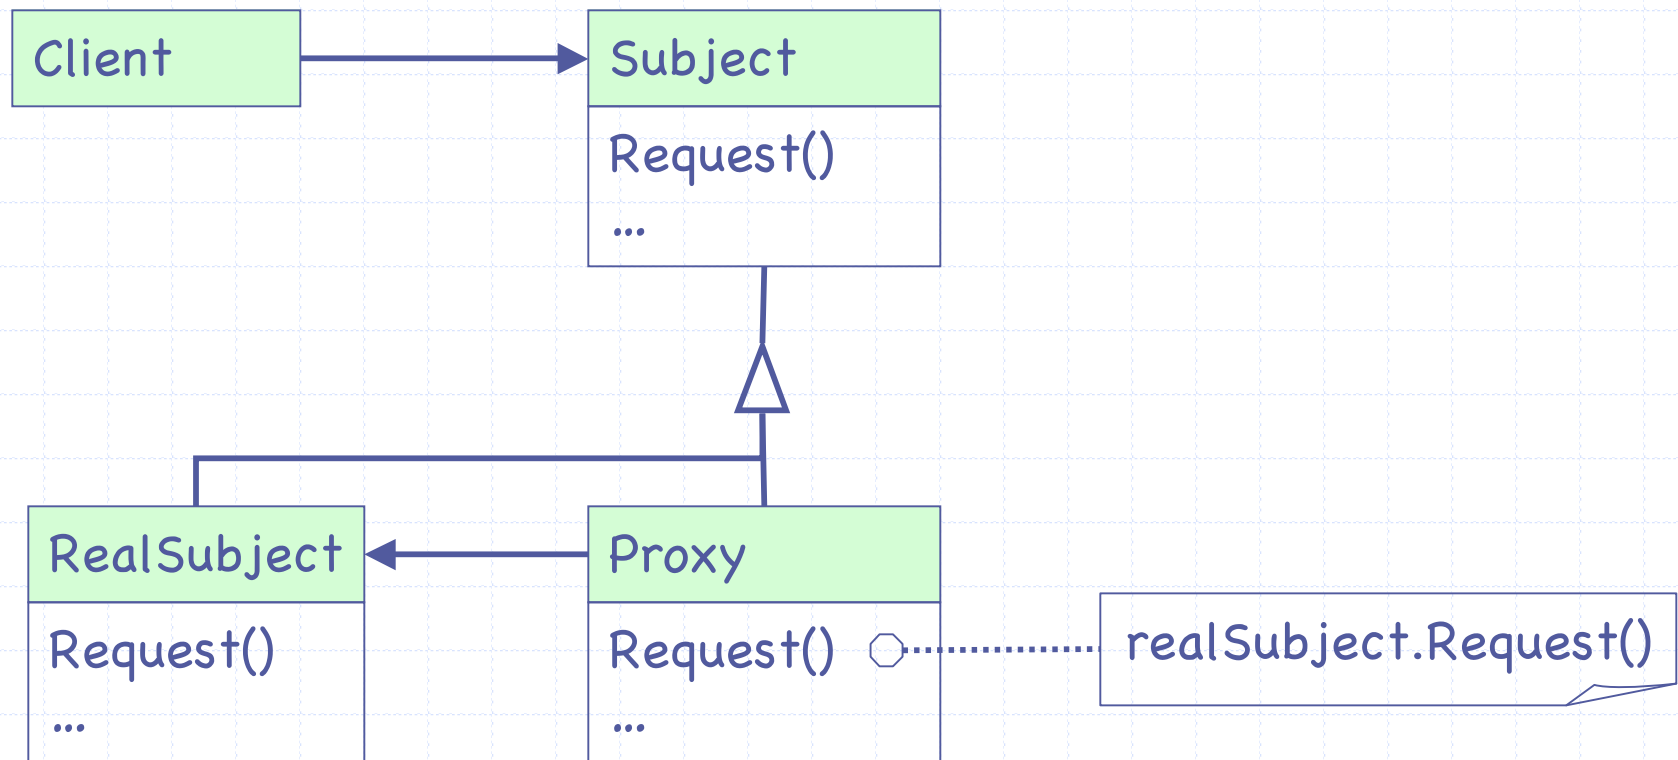 Client
Subject
Request()
...
RealSubject
Request()
...
Proxy
Request()
...
realSubject.Request()